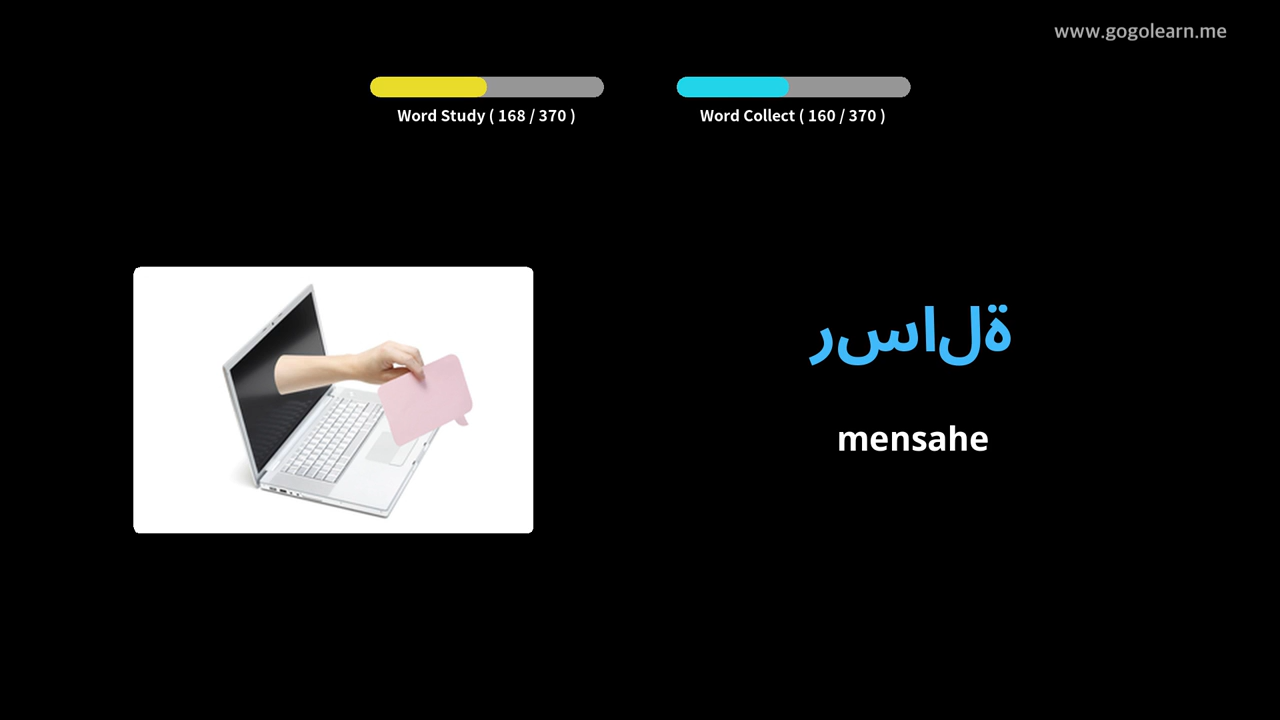 www.gogolearn.me
Word Study ( 168 / 370 )
Word Collect ( 160 / 370 )
رسالة
mensahe